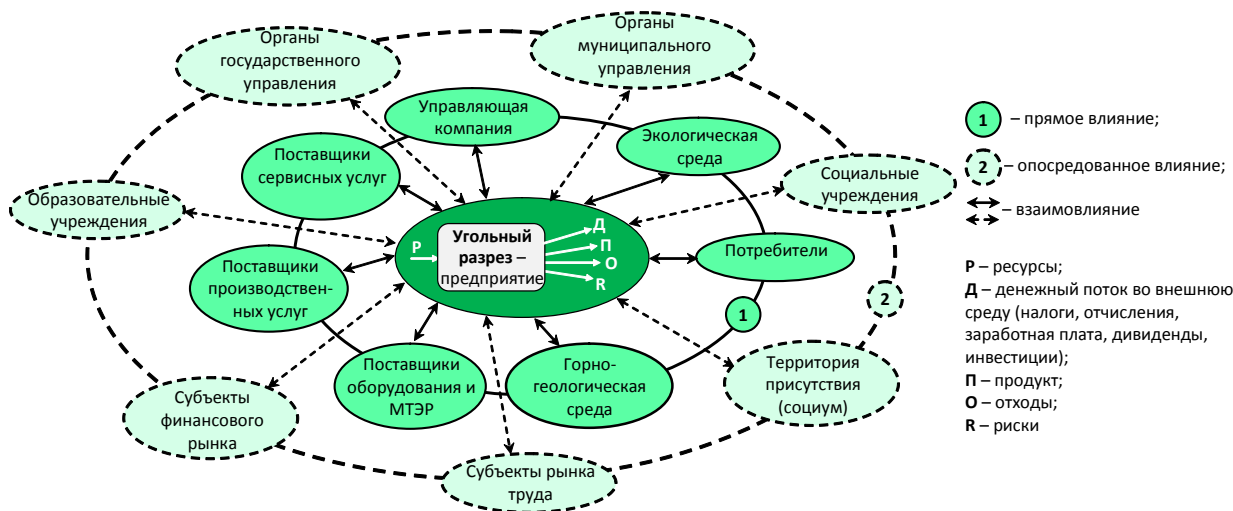 Органы
государственного
управления
Органы
муниципального
управления
Управляющая
компания
Экологическая
среда
Поставщики
сервисных услуг
Социальные
учреждения
Образовательные
учреждения
Поставщики
производствен-
ных услуг
Р
Угольный
разрез –
предприятие
Д
П
О
R
Потребители
1
2
Поставщики
оборудования и
МТЭР
Горно-
геологическая
среда
Территория
присутствия
(социум)
Субъекты
финансового
рынка
Субъекты рынка
труда
1 – прямое влияние;
2 – опосредованное влияние;
– взаимовлияние
Р – ресурсы;
Д – денежный поток во внешнюю
среду (налоги, отчисления,
заработная плата, дивиденды,
инвестиции);
П – продукт;
О – отходы;
R – риски